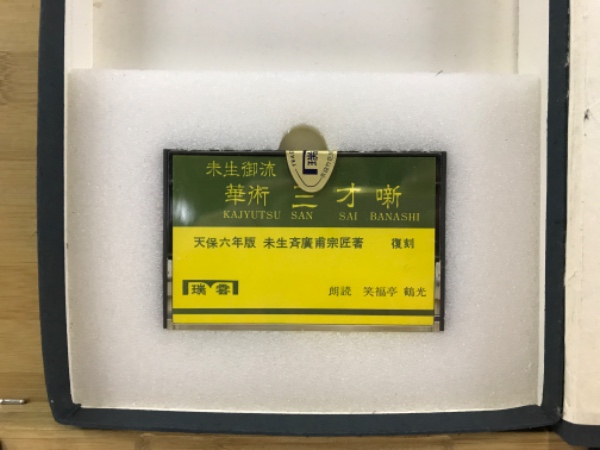 未生御流
華術 三才噺
KAJYUTSU SAN SAI BANASHI
天保六年版 未生斉廣甫宗匠著 復刻
瑞雲
朗読 笑福亭 鶴光